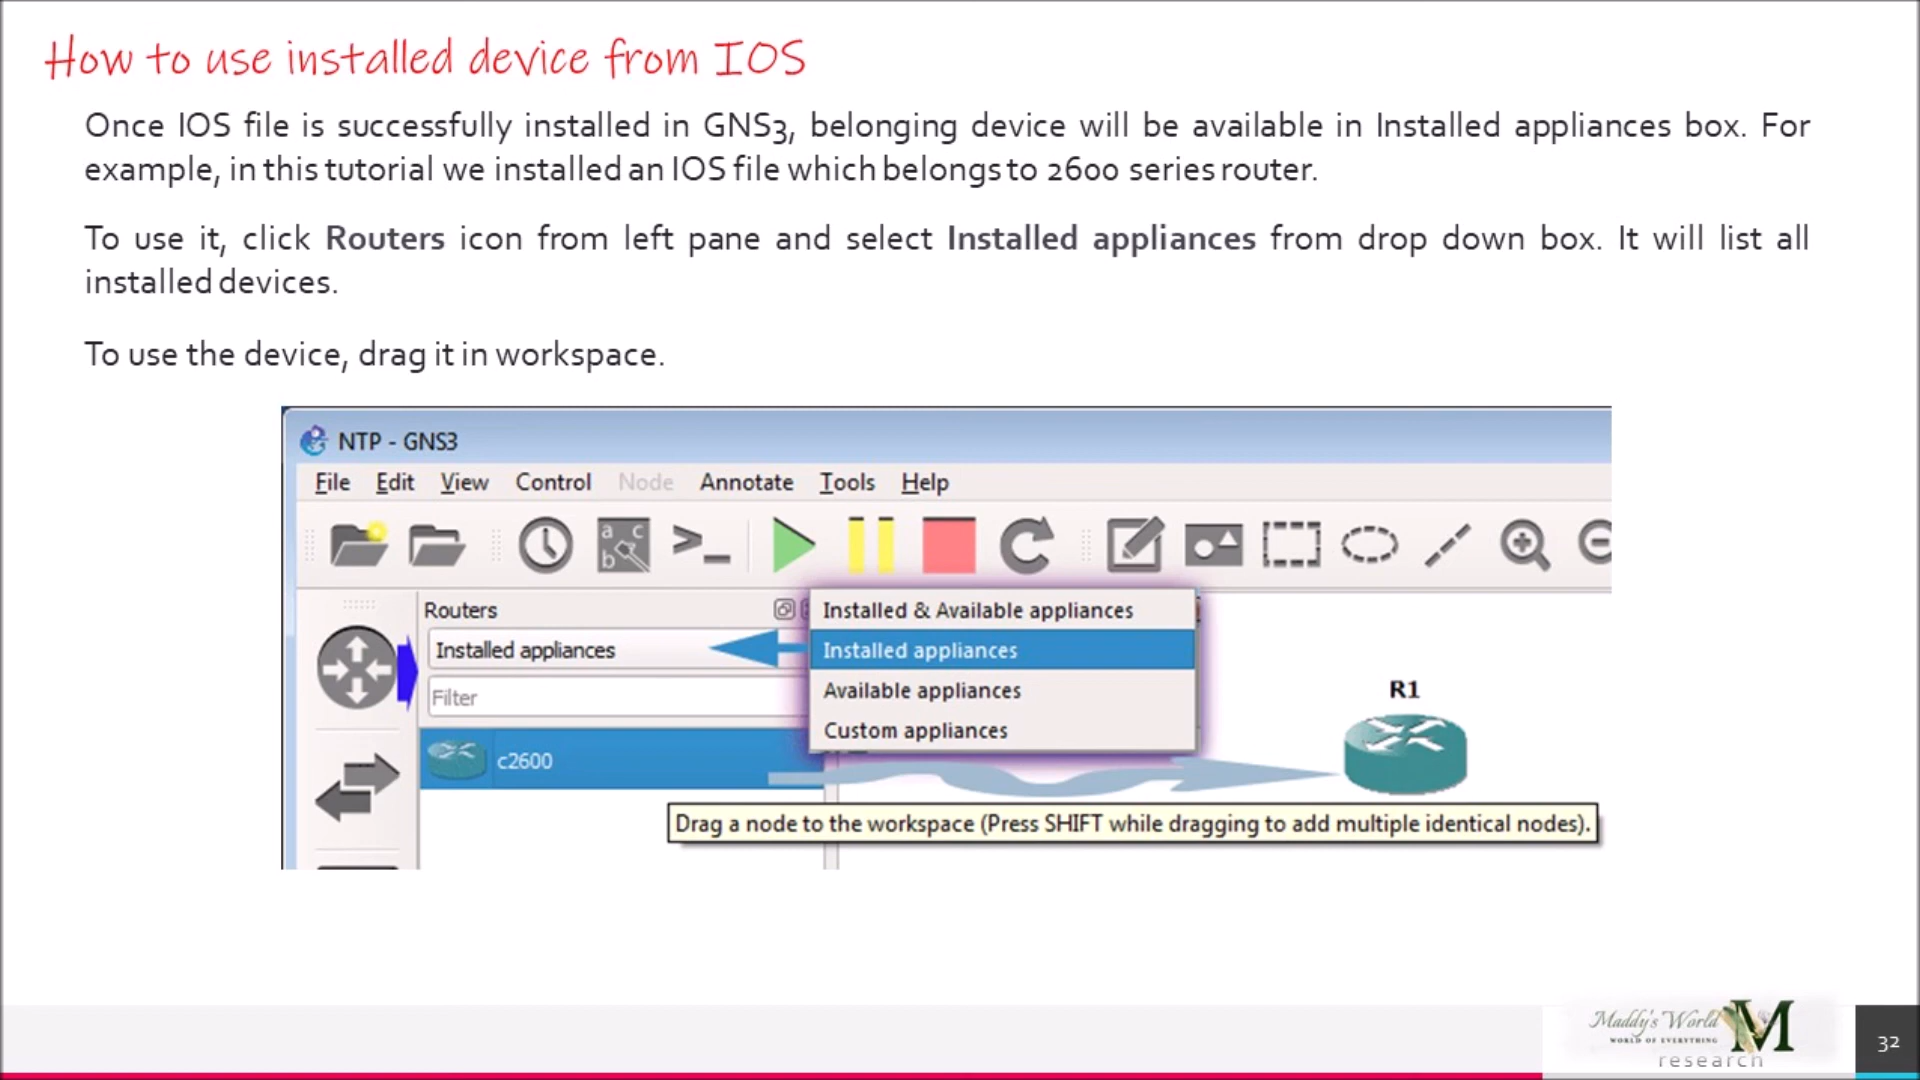 How to use installed device from IOS
Once IOS file is successfully installed in GNS3, belonging device will be available in Installed appliances box. For
example, in this tutorial we installed an IOS file which belongs to 2600 series router.
To use it, click Routers icon from left pane and select Installed appliances from drop down box. It will list all
installed devices.
To use the device, drag it in workspace.
NTP - GNS3
File Edit View Control Node Annotate Tools Help
a c
b
Routers
Installed appliances
Filter
c2600
Installed & Available appliances
Installed appliances
Available appliances
Custom appliances
R1
Drag a node to the workspace (Press SHIFT while dragging to add multiple identical nodes).
Maddy's World
WORLD OF EVERYTHING
M
research
32